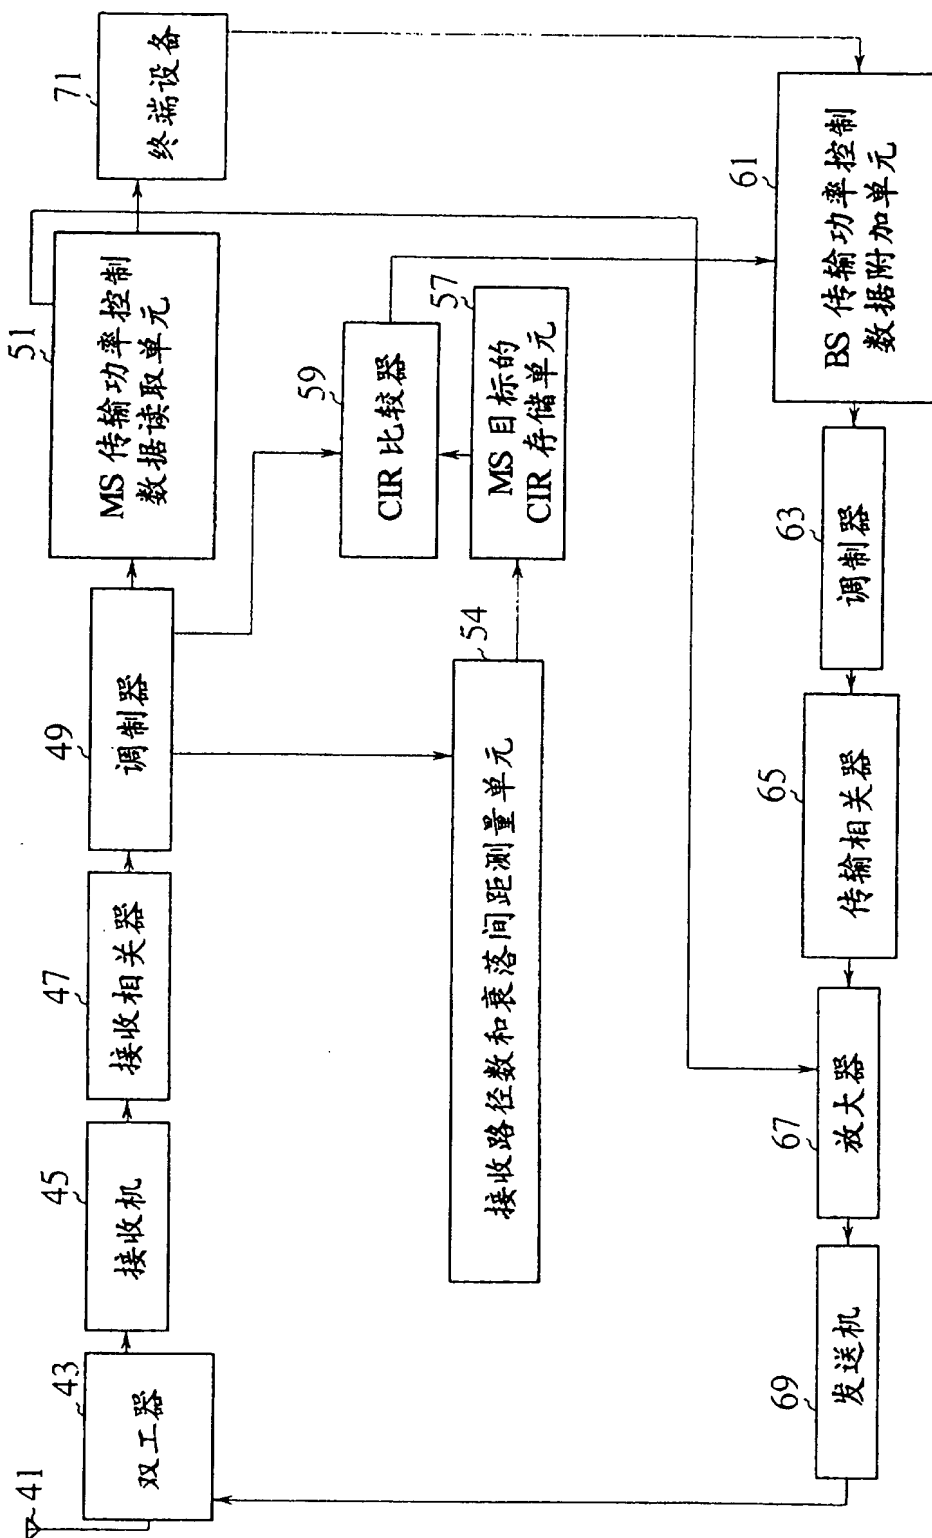 41
43
双工器
45
接收机
47
接收相关器
49
调制器
51
MS 传输功率控制
数据读取单元
71
终端设备
54
接收路径数和衰落间距测量单元
59
CIR 比较器
57
MS 目标的
CIR 存储单元
61
BS 传输功率控制
数据附加单元
63
调制器
65
传输相关器
67
放大器
69
发送机